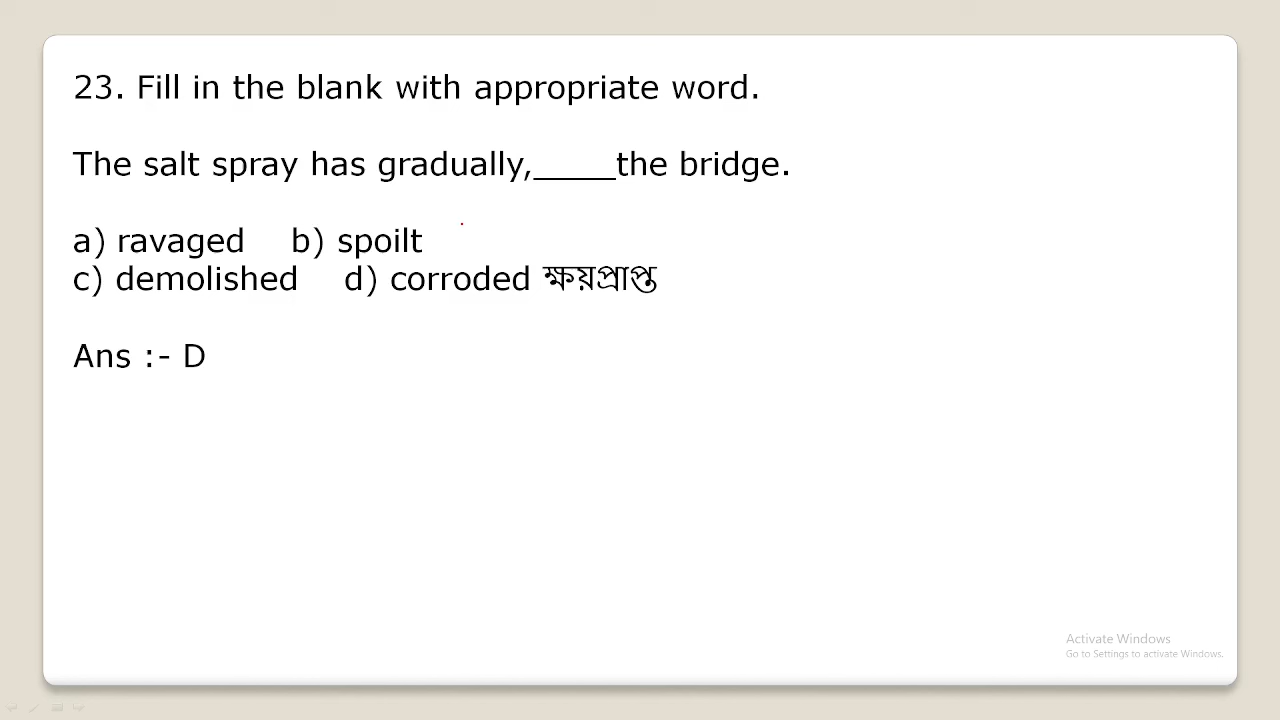 23. Fill in the blank with appropriate word.
The salt spray has gradually,_____the bridge.
a) ravaged b) spoilt
c) demolished d) corroded ক্ষয়প্রাপ্ত
Ans :- D
Activate Windows
Go to Settings to activate Windows.